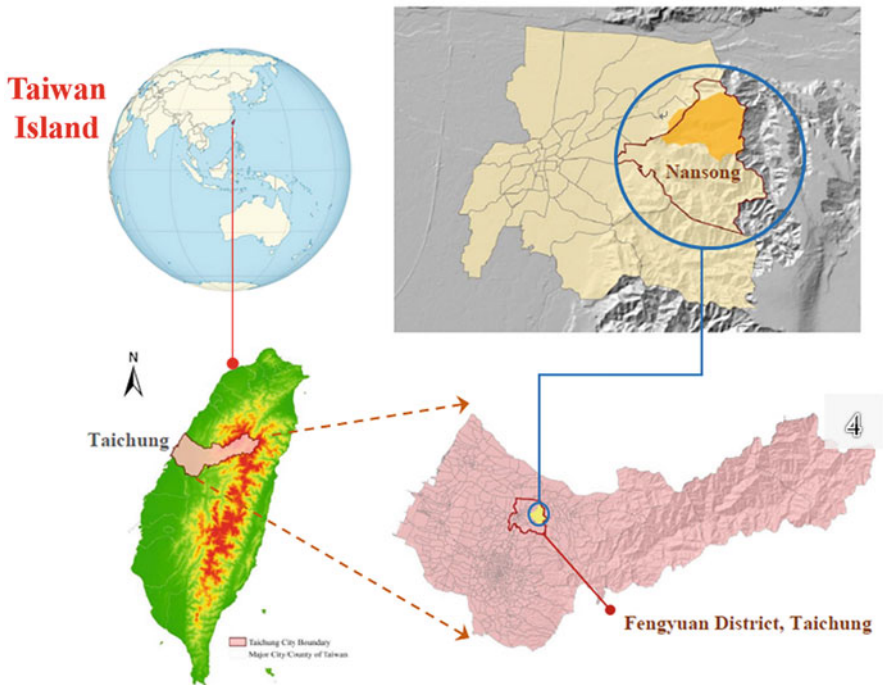 Taiwan
Island
Nansong
N
Taichung
4
Fengyuan District, Taichung
Taichung City Boundary
Major City/County of Taiwan